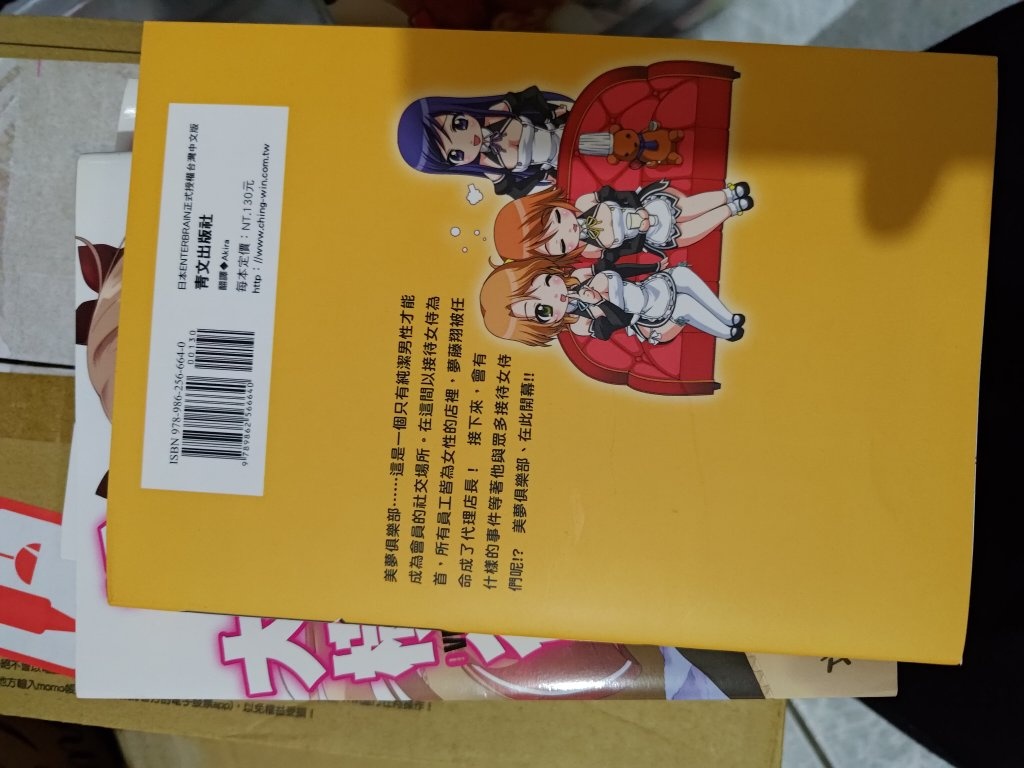 美夢俱樂部……這是一個只有純潔男性才能
成為會員的社交場所。在這間以接待女侍為
首，所有員工皆為女性的店裡，夢藤翔被任
命成了代理店長！ 接下來，會有
什樣的事件等著他與眾多接待女侍
們呢!? 美夢俱樂部、在此開幕!!
ISBN 978-986-256-664-0
00130
9789862566640
日本ENTERBRAIN正式授權台灣中文版
青文出版社
翻譯◆Akira
每本定價：NT.130元
http：//www.ching-win.com.tw
大